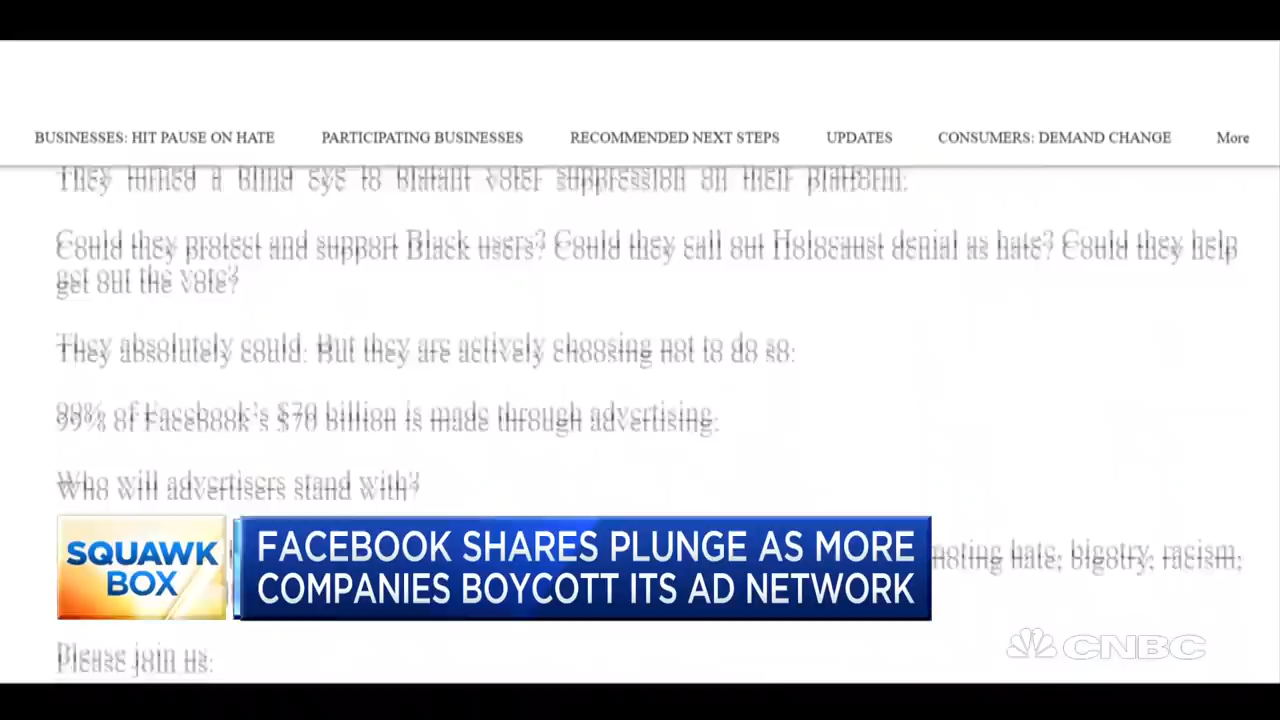 BUSINESSES: HIT PAUSE ON HATE PARTICIPATING BUSINESSES RECOMMENDED NEXT STEPS UPDATES CONSUMERS: DEMAND CHANGE More
They turned a blind eye to blatant voter suppression on their platform.
Could they protect and support Black users? Could they call out Holocaust denial as hate? Could they help
get out the vote?
They absolutely could. But they are actively choosing not to do so.
99% of Facebook's $70 billion is made through advertising.
Who will advertisers stand with?
hate, bigotry, racism,
SQUAWK
BOX
FACEBOOK SHARES PLUNGE AS MORE
COMPANIES BOYCOTT ITS AD NETWORK
Please join us.
CNBC